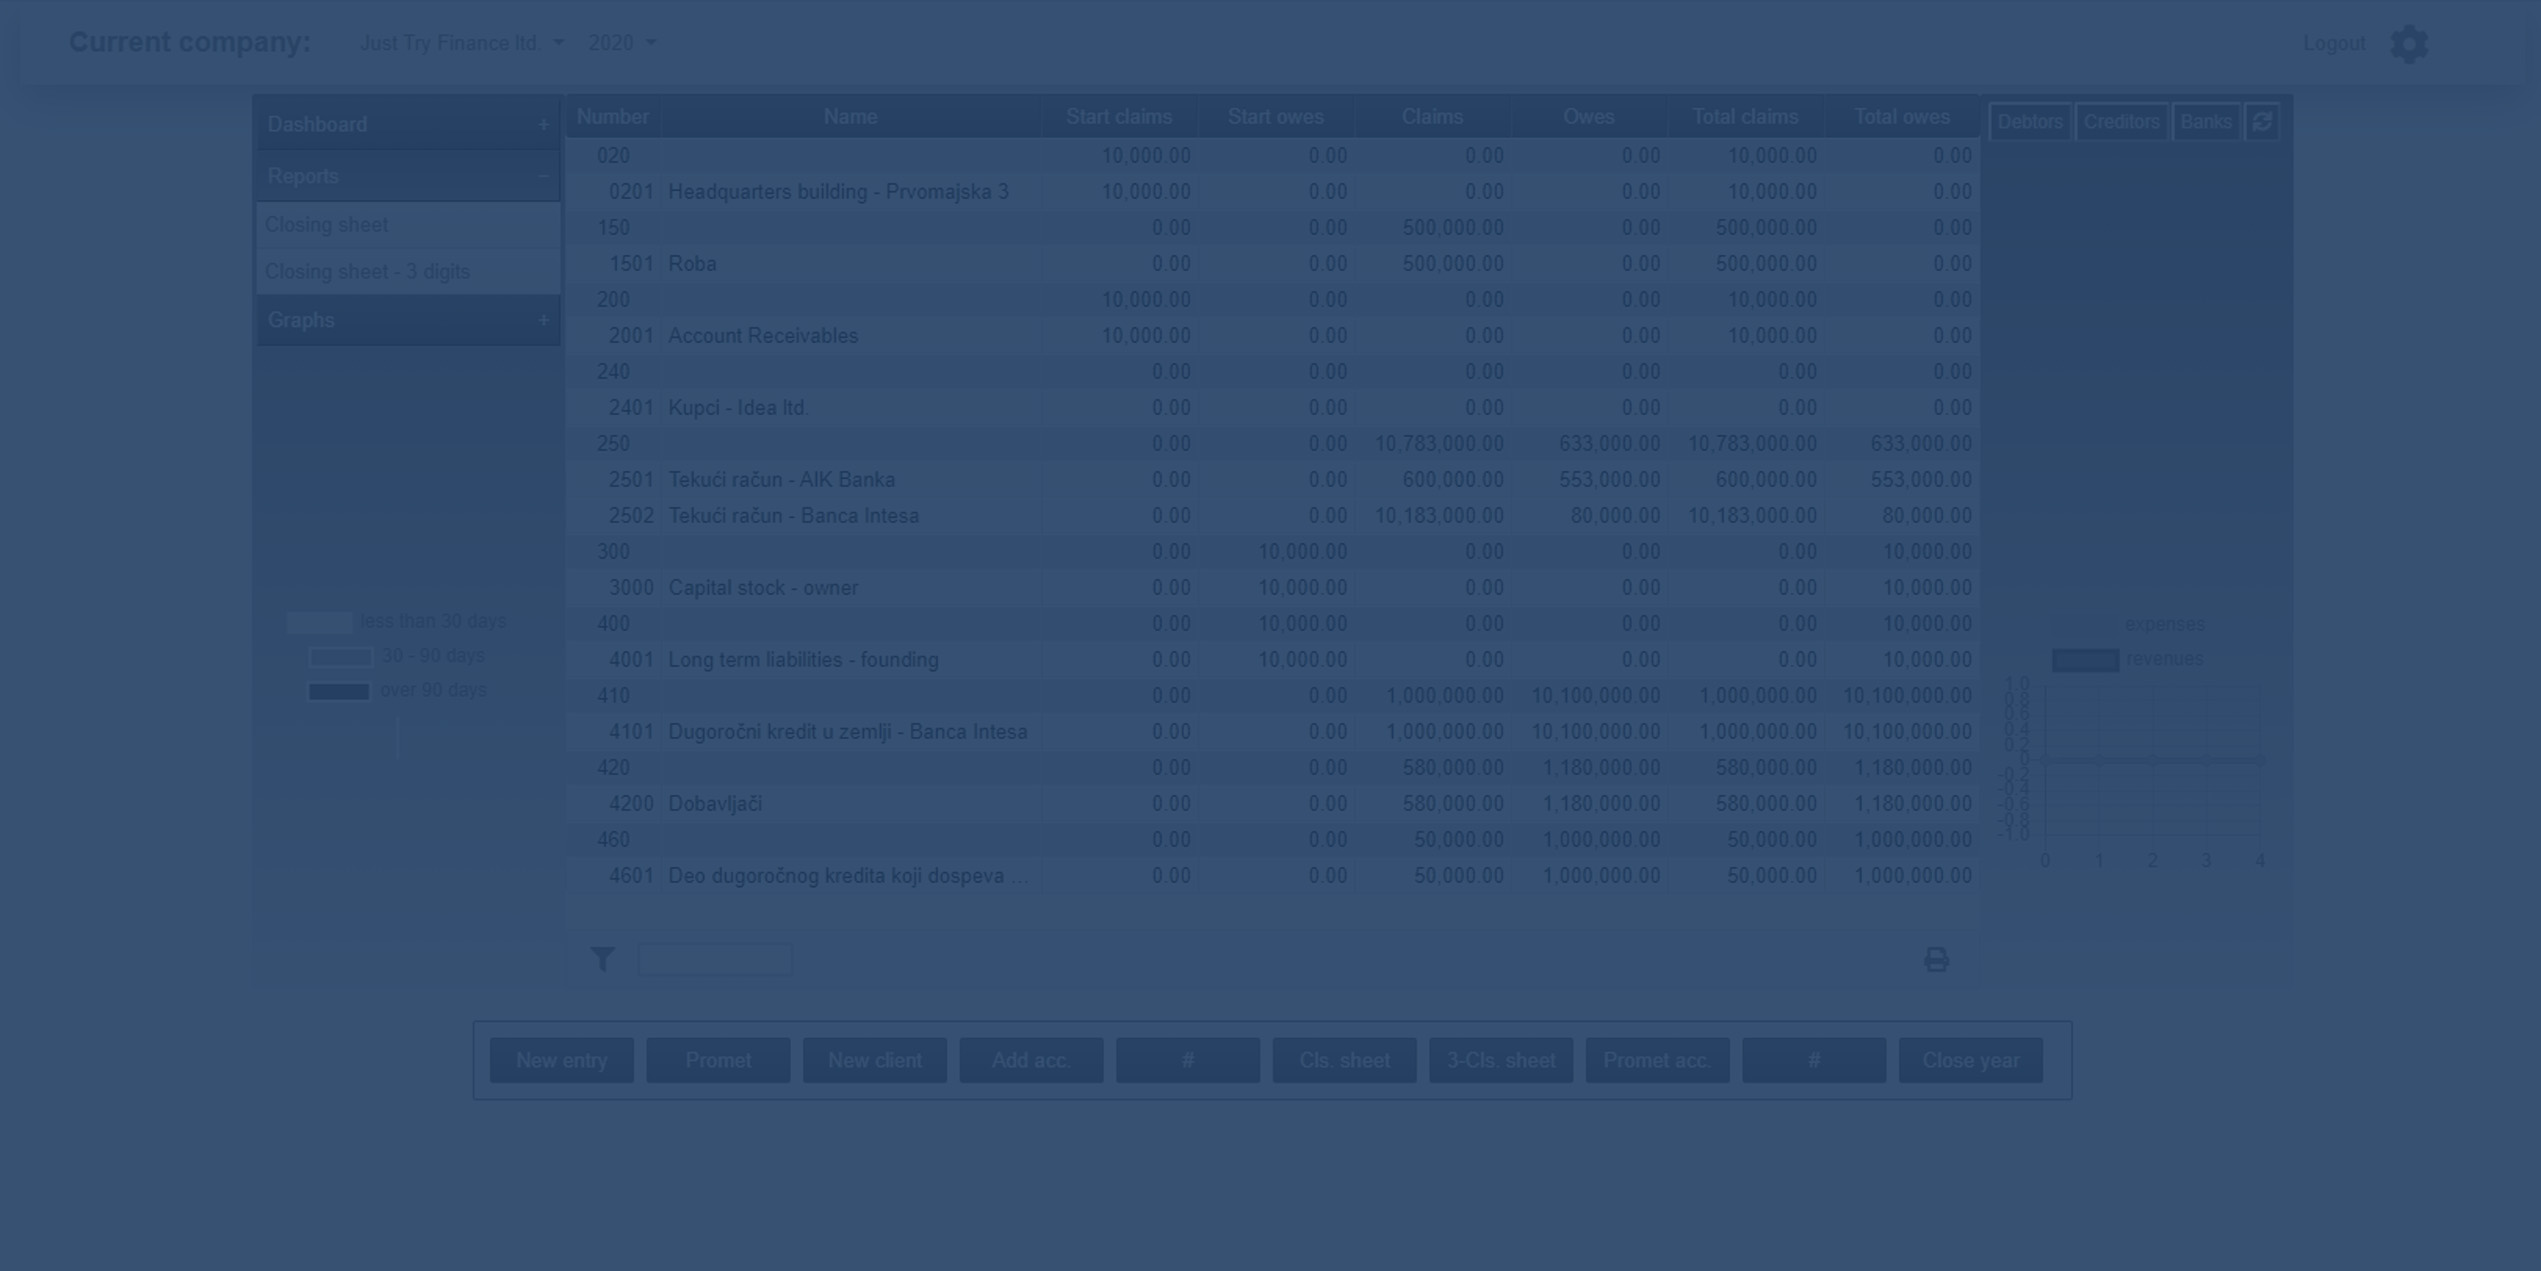 Current company: Just Try Finance ltd. 2020 Logout
Dashboard +
Reports −
Closing sheet
Closing sheet - 3 digits
Graphs +
less than 30 days
30 - 90 days
over 90 days
Number Name Start claims Start owes Claims Owes Total claims Total owes
020 10,000.00 0.00 0.00 0.00 10,000.00 0.00
0201 Headquarters building - Prvomajska 3 10,000.00 0.00 0.00 0.00 10,000.00 0.00
150 0.00 0.00 500,000.00 0.00 500,000.00 0.00
1501 Roba 0.00 0.00 500,000.00 0.00 500,000.00 0.00
200 10,000.00 0.00 0.00 0.00 10,000.00 0.00
2001 Account Receivables 10,000.00 0.00 0.00 0.00 10,000.00 0.00
240 0.00 0.00 0.00 0.00 0.00 0.00
2401 Kupci - Idea ltd. 0.00 0.00 0.00 0.00 0.00 0.00
250 0.00 0.00 10,783,000.00 633,000.00 10,783,000.00 633,000.00
2501 Tekući račun - AIK Banka 0.00 0.00 600,000.00 553,000.00 600,000.00 553,000.00
2502 Tekući račun - Banca Intesa 0.00 0.00 10,183,000.00 80,000.00 10,183,000.00 80,000.00
300 0.00 10,000.00 0.00 0.00 0.00 10,000.00
3000 Capital stock - owner 0.00 10,000.00 0.00 0.00 0.00 10,000.00
400 0.00 10,000.00 0.00 0.00 0.00 10,000.00
4001 Long term liabilities - founding 0.00 10,000.00 0.00 0.00 0.00 10,000.00
410 0.00 0.00 1,000,000.00 10,100,000.00 1,000,000.00 10,100,000.00
4101 Dugoročni kredit u zemlji - Banca Intesa 0.00 0.00 1,000,000.00 10,100,000.00 1,000,000.00 10,100,000.00
420 0.00 0.00 580,000.00 1,180,000.00 580,000.00 1,180,000.00
4200 Dobavljači 0.00 0.00 580,000.00 1,180,000.00 580,000.00 1,180,000.00
460 0.00 0.00 50,000.00 1,000,000.00 50,000.00 1,000,000.00
4601 Deo dugoročnog kredita koji dospeva ... 0.00 0.00 50,000.00 1,000,000.00 50,000.00 1,000,000.00
Debtors Creditors Banks
expenses
revenues
1.0
0.8
0.6
0.4
0.2
0
-0.2
-0.4
-0.6
-0.8
-1.0
0 1 2 3 4
New entry Promet New client Add acc. # Cls. sheet 3-Cls. sheet Promet acc. # Close year